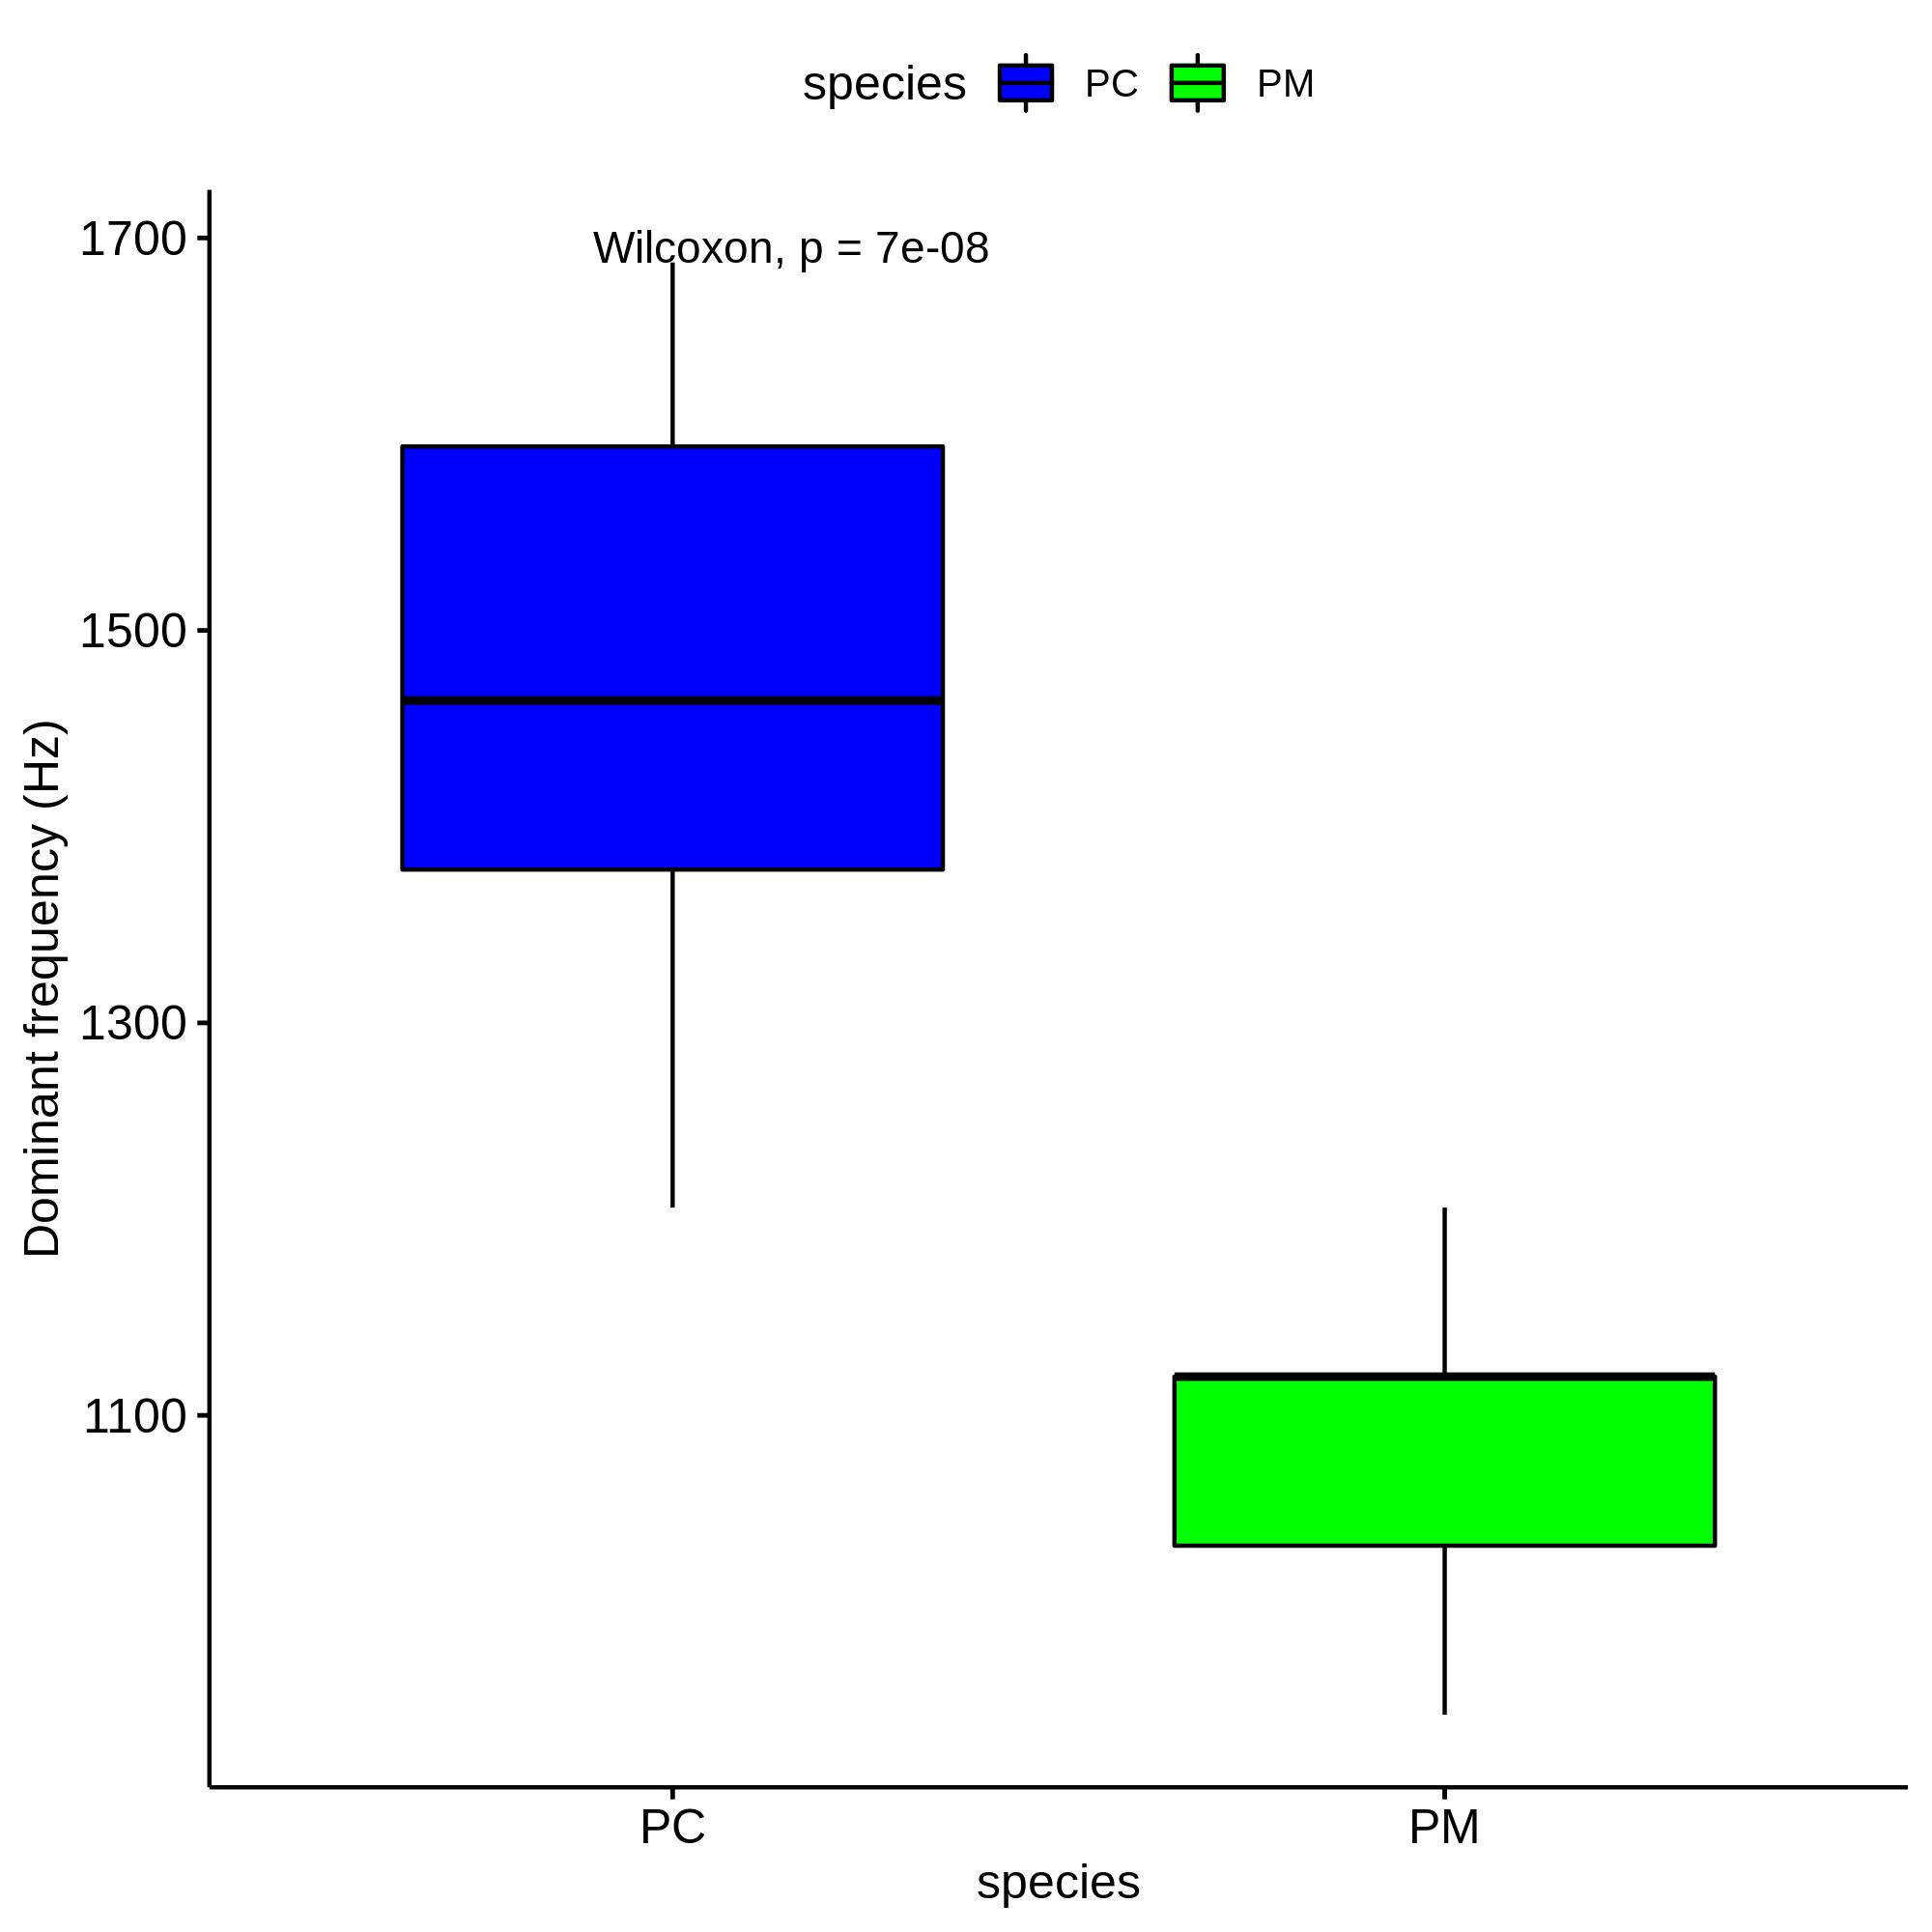 species PC PM
1700
Wilcoxon, p = 7e-08
1500
1300
1100
Dominant frequency (Hz)
PC PM
species